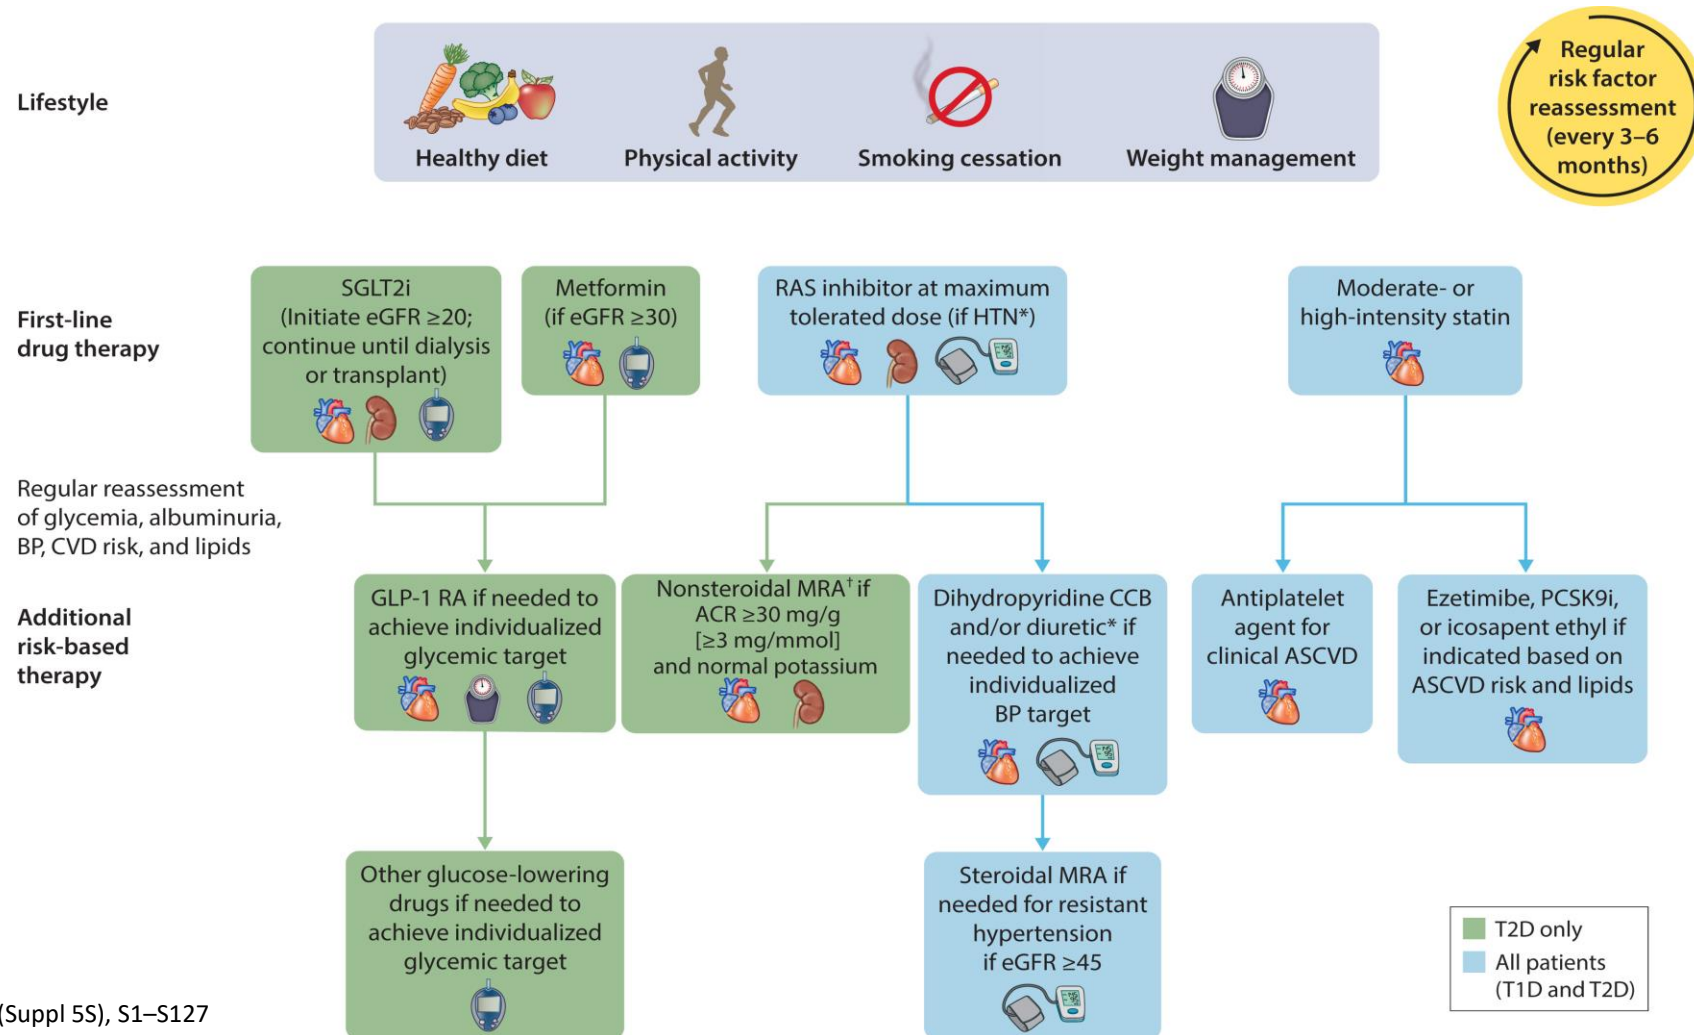 Lifestyle
Healthy diet
Physical activity
Smoking cessation
Weight management
Regular
risk factor
reassessment
(every 3–6
months)
First-line
drug therapy
SGLT2i
(Initiate eGFR ≥20;
continue until dialysis
or transplant)
Metformin
(if eGFR ≥30)
RAS inhibitor at maximum
tolerated dose (if HTN*)
Moderate- or
high-intensity statin
Regular reassessment
of glycemia, albuminuria,
BP, CVD risk, and lipids
Additional
risk-based
therapy
GLP-1 RA if needed to
achieve individualized
glycemic target
Nonsteroidal MRA† if
ACR ≥30 mg/g
[≥3 mg/mmol]
and normal potassium
Dihydropyridine CCB
and/or diuretic* if
needed to achieve
individualized
BP target
Antiplatelet
agent for
clinical ASCVD
Ezetimibe, PCSK9i,
or icosapent ethyl if
indicated based on
ASCVD risk and lipids
Other glucose-lowering
drugs if needed to
achieve individualized
glycemic target
Steroidal MRA if
needed for resistant
hypertension
if eGFR ≥45
T2D only
All patients
(T1D and T2D)
(Suppl 5S), S1–S127